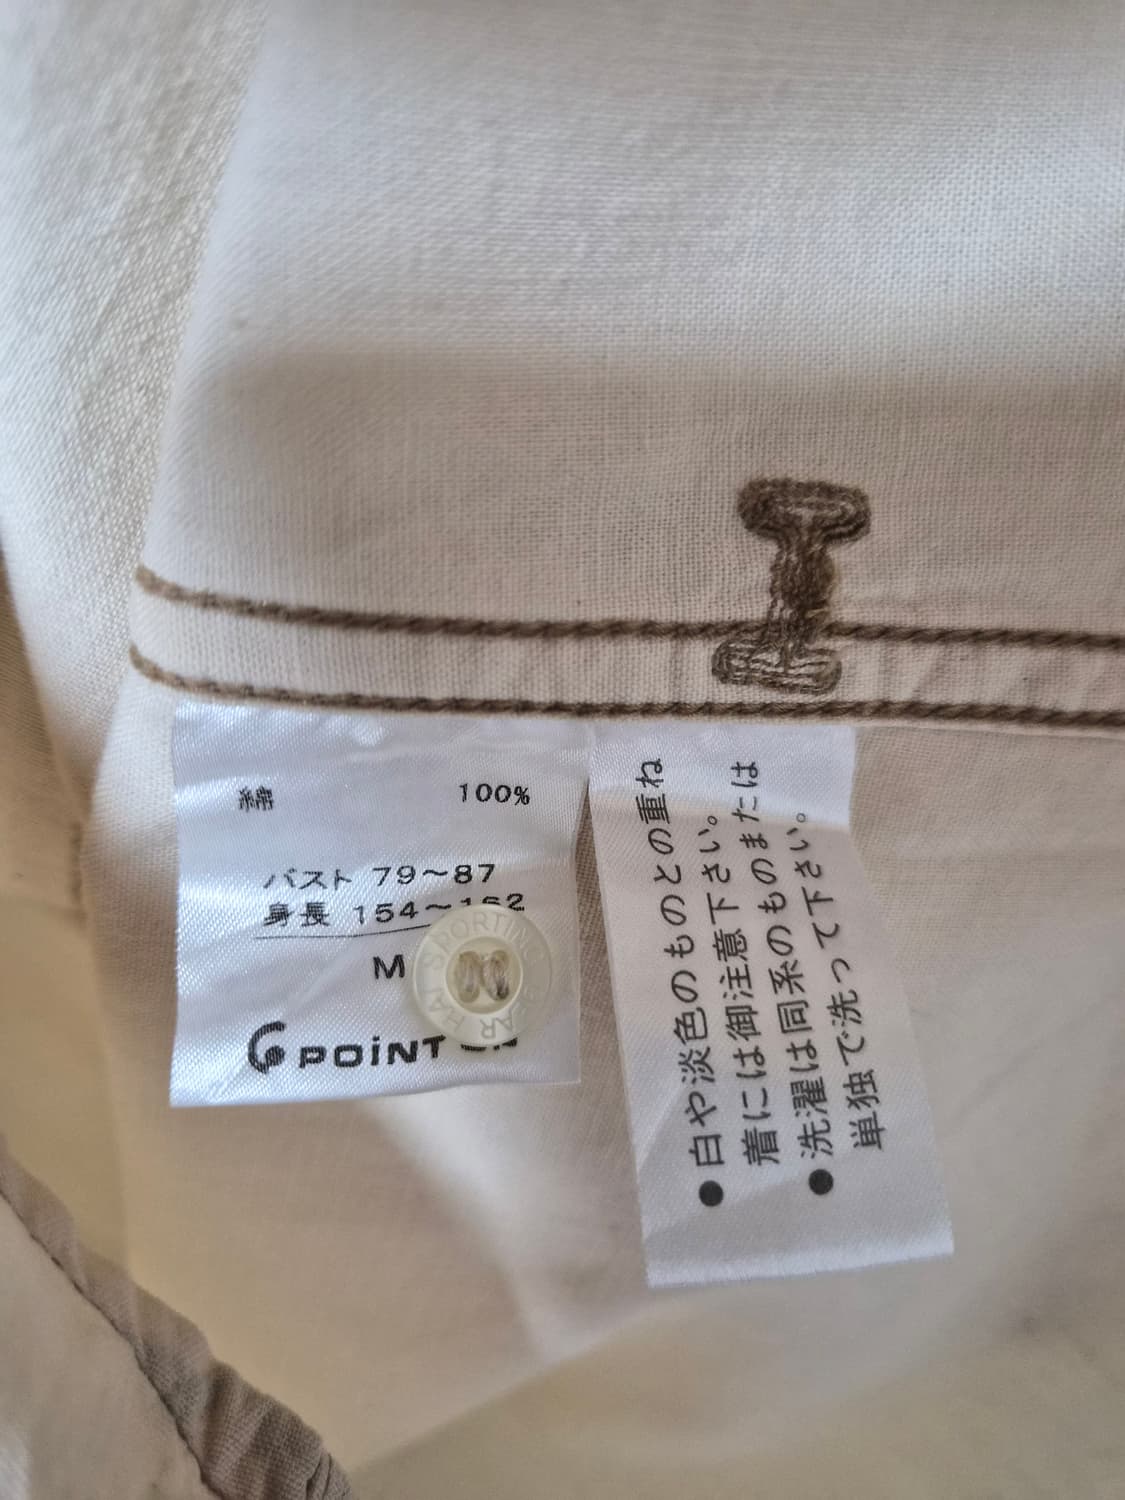 綿 100%
バスト 79～87
身長 154～162
M
POINT
SPORTING
●白や淡色のものとの重ね
着には御注意下さい。
●洗濯は同系のものまたは
単独で洗って下さい。